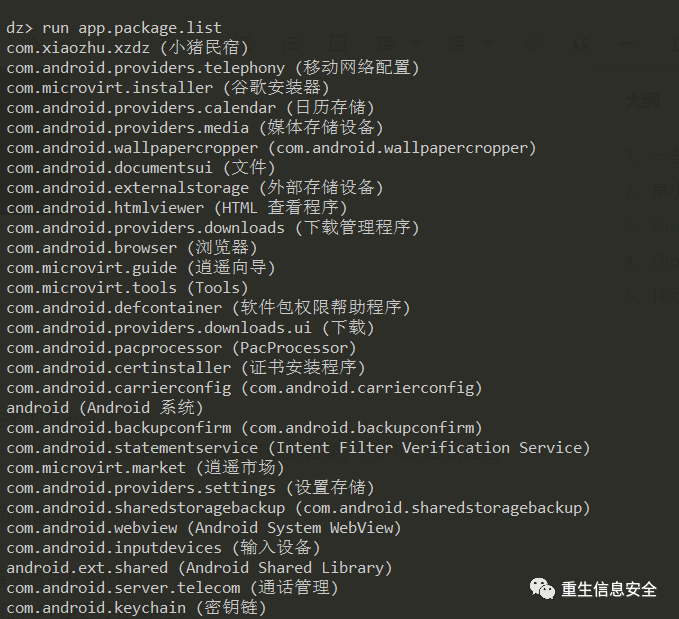 dz> run app.package.list
com.xiaozhu.xzdz (小猪民宿)
com.android.providers.telephony (移动网络配置)
com.microvirt.installer (谷歌安装器)
com.android.providers.calendar (日历存储)
com.android.providers.media (媒体存储设备)
com.android.wallpapercropper (com.android.wallpapercropper)
com.android.documentsui (文件)
com.android.externalstorage (外部存储设备)
com.android.htmlviewer (HTML 查看程序)
com.android.providers.downloads (下载管理程序)
com.android.browser (浏览器)
com.microvirt.guide (逍遥向导)
com.microvirt.tools (Tools)
com.android.defcontainer (软件包权限帮助程序)
com.android.providers.downloads.ui (下载)
com.android.pacprocessor (PacProcessor)
com.android.certinstaller (证书安装程序)
com.android.carrierconfig (com.android.carrierconfig)
android (Android 系统)
com.android.backupconfirm (com.android.backupconfirm)
com.android.statementservice (Intent Filter Verification Service)
com.microvirt.market (逍遥市场)
com.android.providers.settings (设置存储)
com.android.sharedstoragebackup (com.android.sharedstoragebackup)
com.android.webview (Android System WebView)
com.android.inputdevices (输入设备)
android.ext.shared (Android Shared Library)
com.android.server.telecom (通话管理)
com.android.keychain (密钥链)
重生信息安全